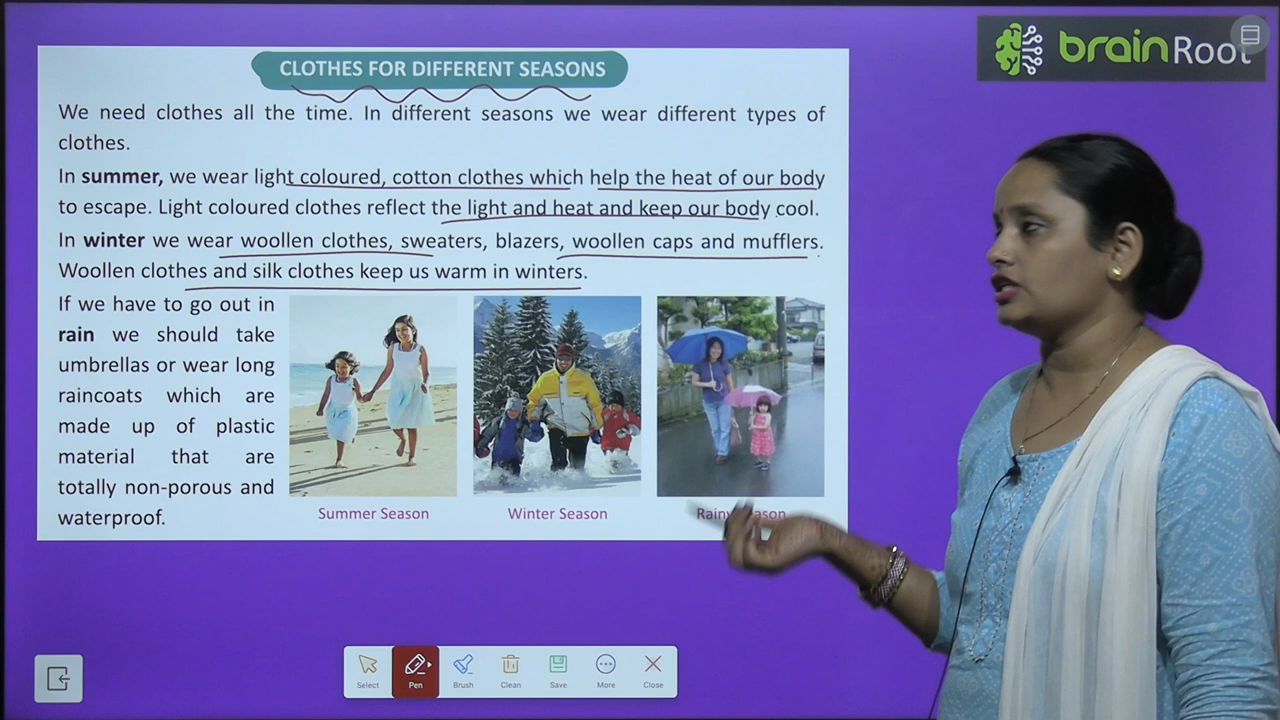 brainRoot
CLOTHES FOR DIFFERENT SEASONS
We need clothes all the time. In different seasons we wear different types of
clothes.
In summer, we wear light coloured, cotton clothes which help the heat of our body
to escape. Light coloured clothes reflect the light and heat and keep our body cool.
In winter we wear woollen clothes, sweaters, blazers, woollen caps and mufflers.
Woollen clothes and silk clothes keep us warm in winters.
If we have to go out in
rain we should take
umbrellas or wear long
raincoats which are
made up of plastic
material that are
totally non-porous and
waterproof.
Summer Season
Winter Season
Select
Pen
Brush
Clean
Save
More
Close